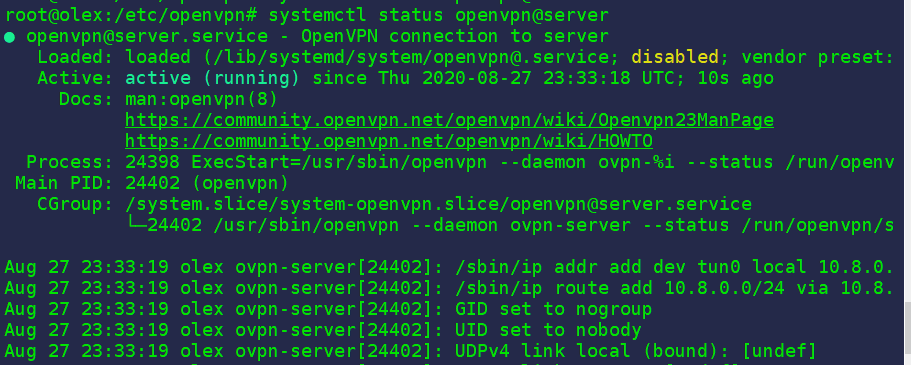 root@olex:/etc/openvpn# systemctl status openvpn@server
● openvpn@server.service - OpenVPN connection to server
Loaded: loaded (/lib/systemd/system/openvpn@.service; disabled; vendor preset:
Active: active (running) since Thu 2020-08-27 23:33:18 UTC; 10s ago
Docs: man:openvpn(8)
https://community.openvpn.net/openvpn/wiki/Openvpn23ManPage
https://community.openvpn.net/openvpn/wiki/HOWTO
Process: 24398 ExecStart=/usr/sbin/openvpn --daemon ovpn-%i --status /run/openv
Main PID: 24402 (openvpn)
CGroup: /system.slice/system-openvpn.slice/openvpn@server.service
└─24402 /usr/sbin/openvpn --daemon ovpn-server --status /run/openvpn/s
Aug 27 23:33:19 olex ovpn-server[24402]: /sbin/ip addr add dev tun0 local 10.8.0.
Aug 27 23:33:19 olex ovpn-server[24402]: /sbin/ip route add 10.8.0.0/24 via 10.8.
Aug 27 23:33:19 olex ovpn-server[24402]: GID set to nogroup
Aug 27 23:33:19 olex ovpn-server[24402]: UID set to nobody
Aug 27 23:33:19 olex ovpn-server[24402]: UDPv4 link local (bound): [undef]